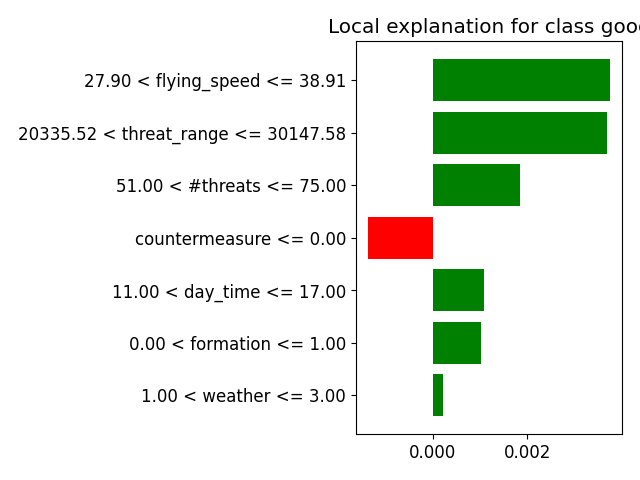 Local explanation for class good
27.90 < flying_speed <= 38.91
20335.52 < threat_range <= 30147.58
51.00 < #threats <= 75.00
countermeasure <= 0.00
11.00 < day_time <= 17.00
0.00 < formation <= 1.00
1.00 < weather <= 3.00
0.000 0.002